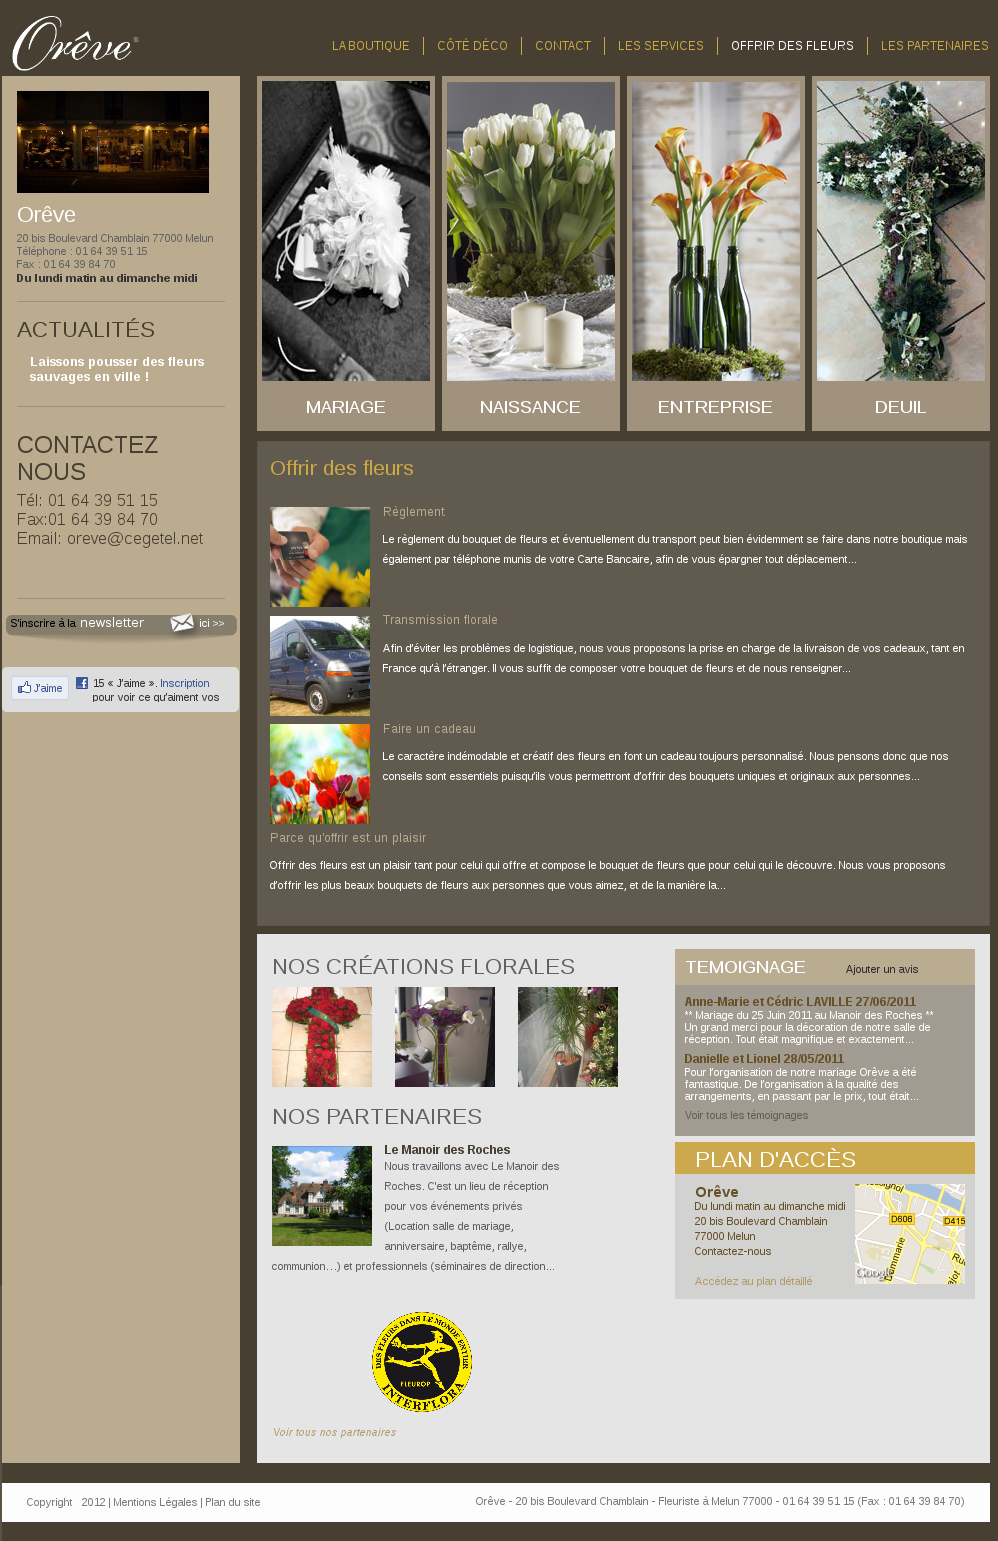 Orêve
LA BOUTIQUE
CÔTÉ DÉCO
CONTACT
LES SERVICES
OFFRIR DES FLEURS
LES PARTENAIRES
Orêve
20 bis Boulevard Chamblain 77000 Melun
Téléphone : 01 64 39 51 15
Fax : 01 64 39 84 70
Du lundi matin au dimanche midi
ACTUALITÉS
Laissons pousser des fleurs
sauvages en ville !
CONTACTEZ
NOUS
Tél: 01 64 39 51 15
Fax:01 64 39 84 70
Email: oreve@cegetel.net
S'inscrire à la newsletter ici >>
J'aime
15 « J'aime ». Inscription
pour voir ce qu'aiment vos
MARIAGE
NAISSANCE
ENTREPRISE
DEUIL
Offrir des fleurs
Réglement
Le règlement du bouquet de fleurs et éventuellement du transport peut bien évidemment se faire dans notre boutique mais
également par téléphone munis de votre Carte Bancaire, afin de vous épargner tout déplacement...
Transmission florale
Afin d'éviter les problèmes de logistique, nous vous proposons la prise en charge de la livraison de vos cadeaux, tant en
France qu'à l'étranger. Il vous suffit de composer votre bouquet de fleurs et de nous renseigner...
Faire un cadeau
Le caractére indémodable et créatif des fleurs en font un cadeau toujours personnalisé. Nous pensons donc que nos
conseils sont essentiels puisqu'ils vous permettront d'offrir des bouquets uniques et originaux aux personnes...
Parce qu'offrir est un plaisir
Offrir des fleurs est un plaisir tant pour celui qui offre et compose le bouquet de fleurs que pour celui qui le découvre. Nous vous proposons
d'offrir les plus beaux bouquets de fleurs aux personnes que vous aimez, et de la manière la...
NOS CRÉATIONS FLORALES
NOS PARTENAIRES
Le Manoir des Roches
Nous travaillons avec Le Manoir des
Roches. C'est un lieu de réception
pour vos événements privés
(Location salle de mariage,
anniversaire, baptême, rallye,
communion…) et professionnels (séminaires de direction...
DES FLEURS DANS LE MONDE ENTIER
FLEUROP
INTERFLORA
Voir tous nos partenaires
TEMOIGNAGE
Ajouter un avis
Anne-Marie et Cédric LAVILLE 27/06/2011
** Mariage du 25 Juin 2011 au Manoir des Roches **
Un grand merci pour la décoration de notre salle de
réception. Tout était magnifique et exactement...
Danielle et Lionel 28/05/2011
Pour l'organisation de notre mariage Orêve a été
fantastique. De l'organisation à la qualité des
arrangements, en passant par le prix, tout était...
Voir tous les témoignages
PLAN D'ACCÈS
Orêve
Du lundi matin au dimanche midi
20 bis Boulevard Chamblain
77000 Melun
Contactez-nous
Accédez au plan détaillé
D606
D415
Google
Copyright 2012 | Mentions Légales | Plan du site
Orêve - 20 bis Boulevard Chamblain - Fleuriste à Melun 77000 - 01 64 39 51 15 (Fax : 01 64 39 84 70)